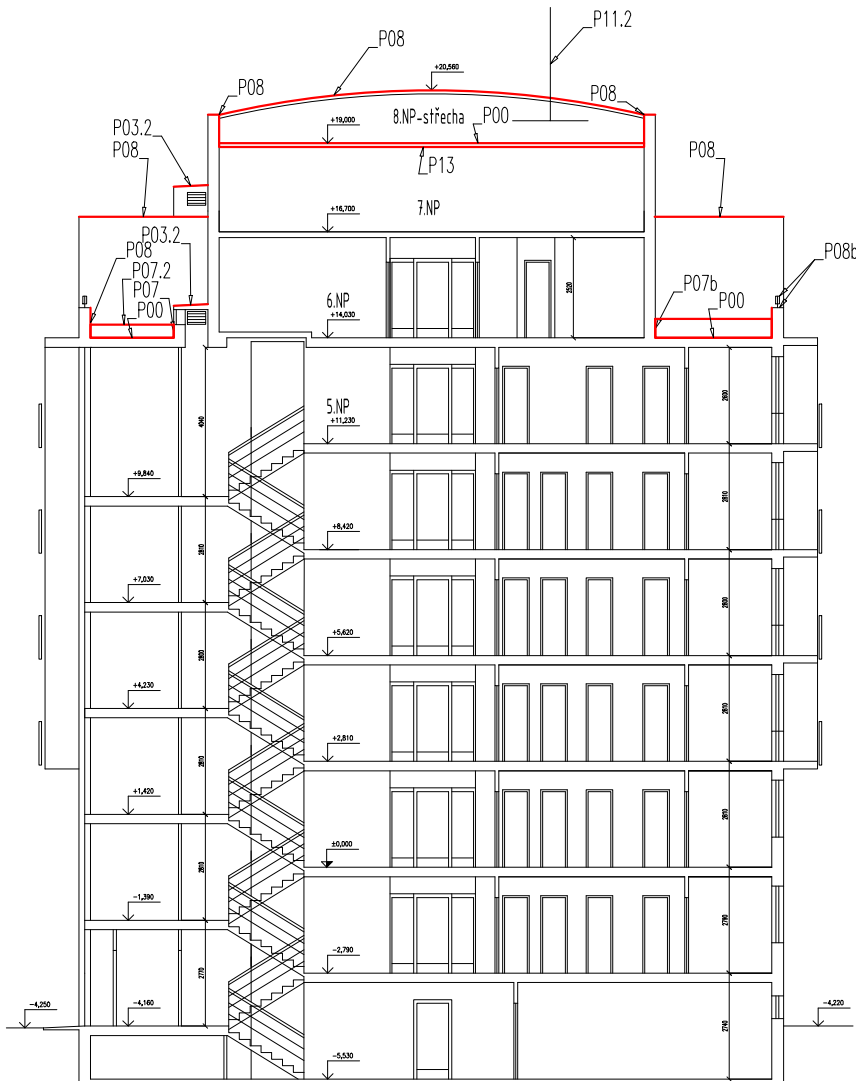 P11.2
P08
P08
+20,560
P08
P08
8.NP-střecha
P00
+19,000
P03.2
P08
P13
P08
7.NP
+16,700
P03.2
P08
P07.2
P07
P00
P08b
P07b
P00
2520
6.NP
+14,030
5.NP
+11,230
4040
2600
+9,840
+8,420
2810
2810
+7,030
+5,620
2800
2800
+4,230
+2,810
2810
2810
+1,420
±0,000
2810
2790
-1,390
-2,790
2770
2740
-4,250
-4,160
-4,220
-5,530